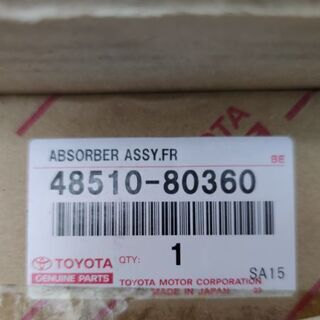 ABSORBER ASSY.FR
BE
48510-80360
TOYOTA
GENUINE PARTS
QTY:
1
TOYOTA MOTOR CORPORATION
MADE IN JAPAN
SA15